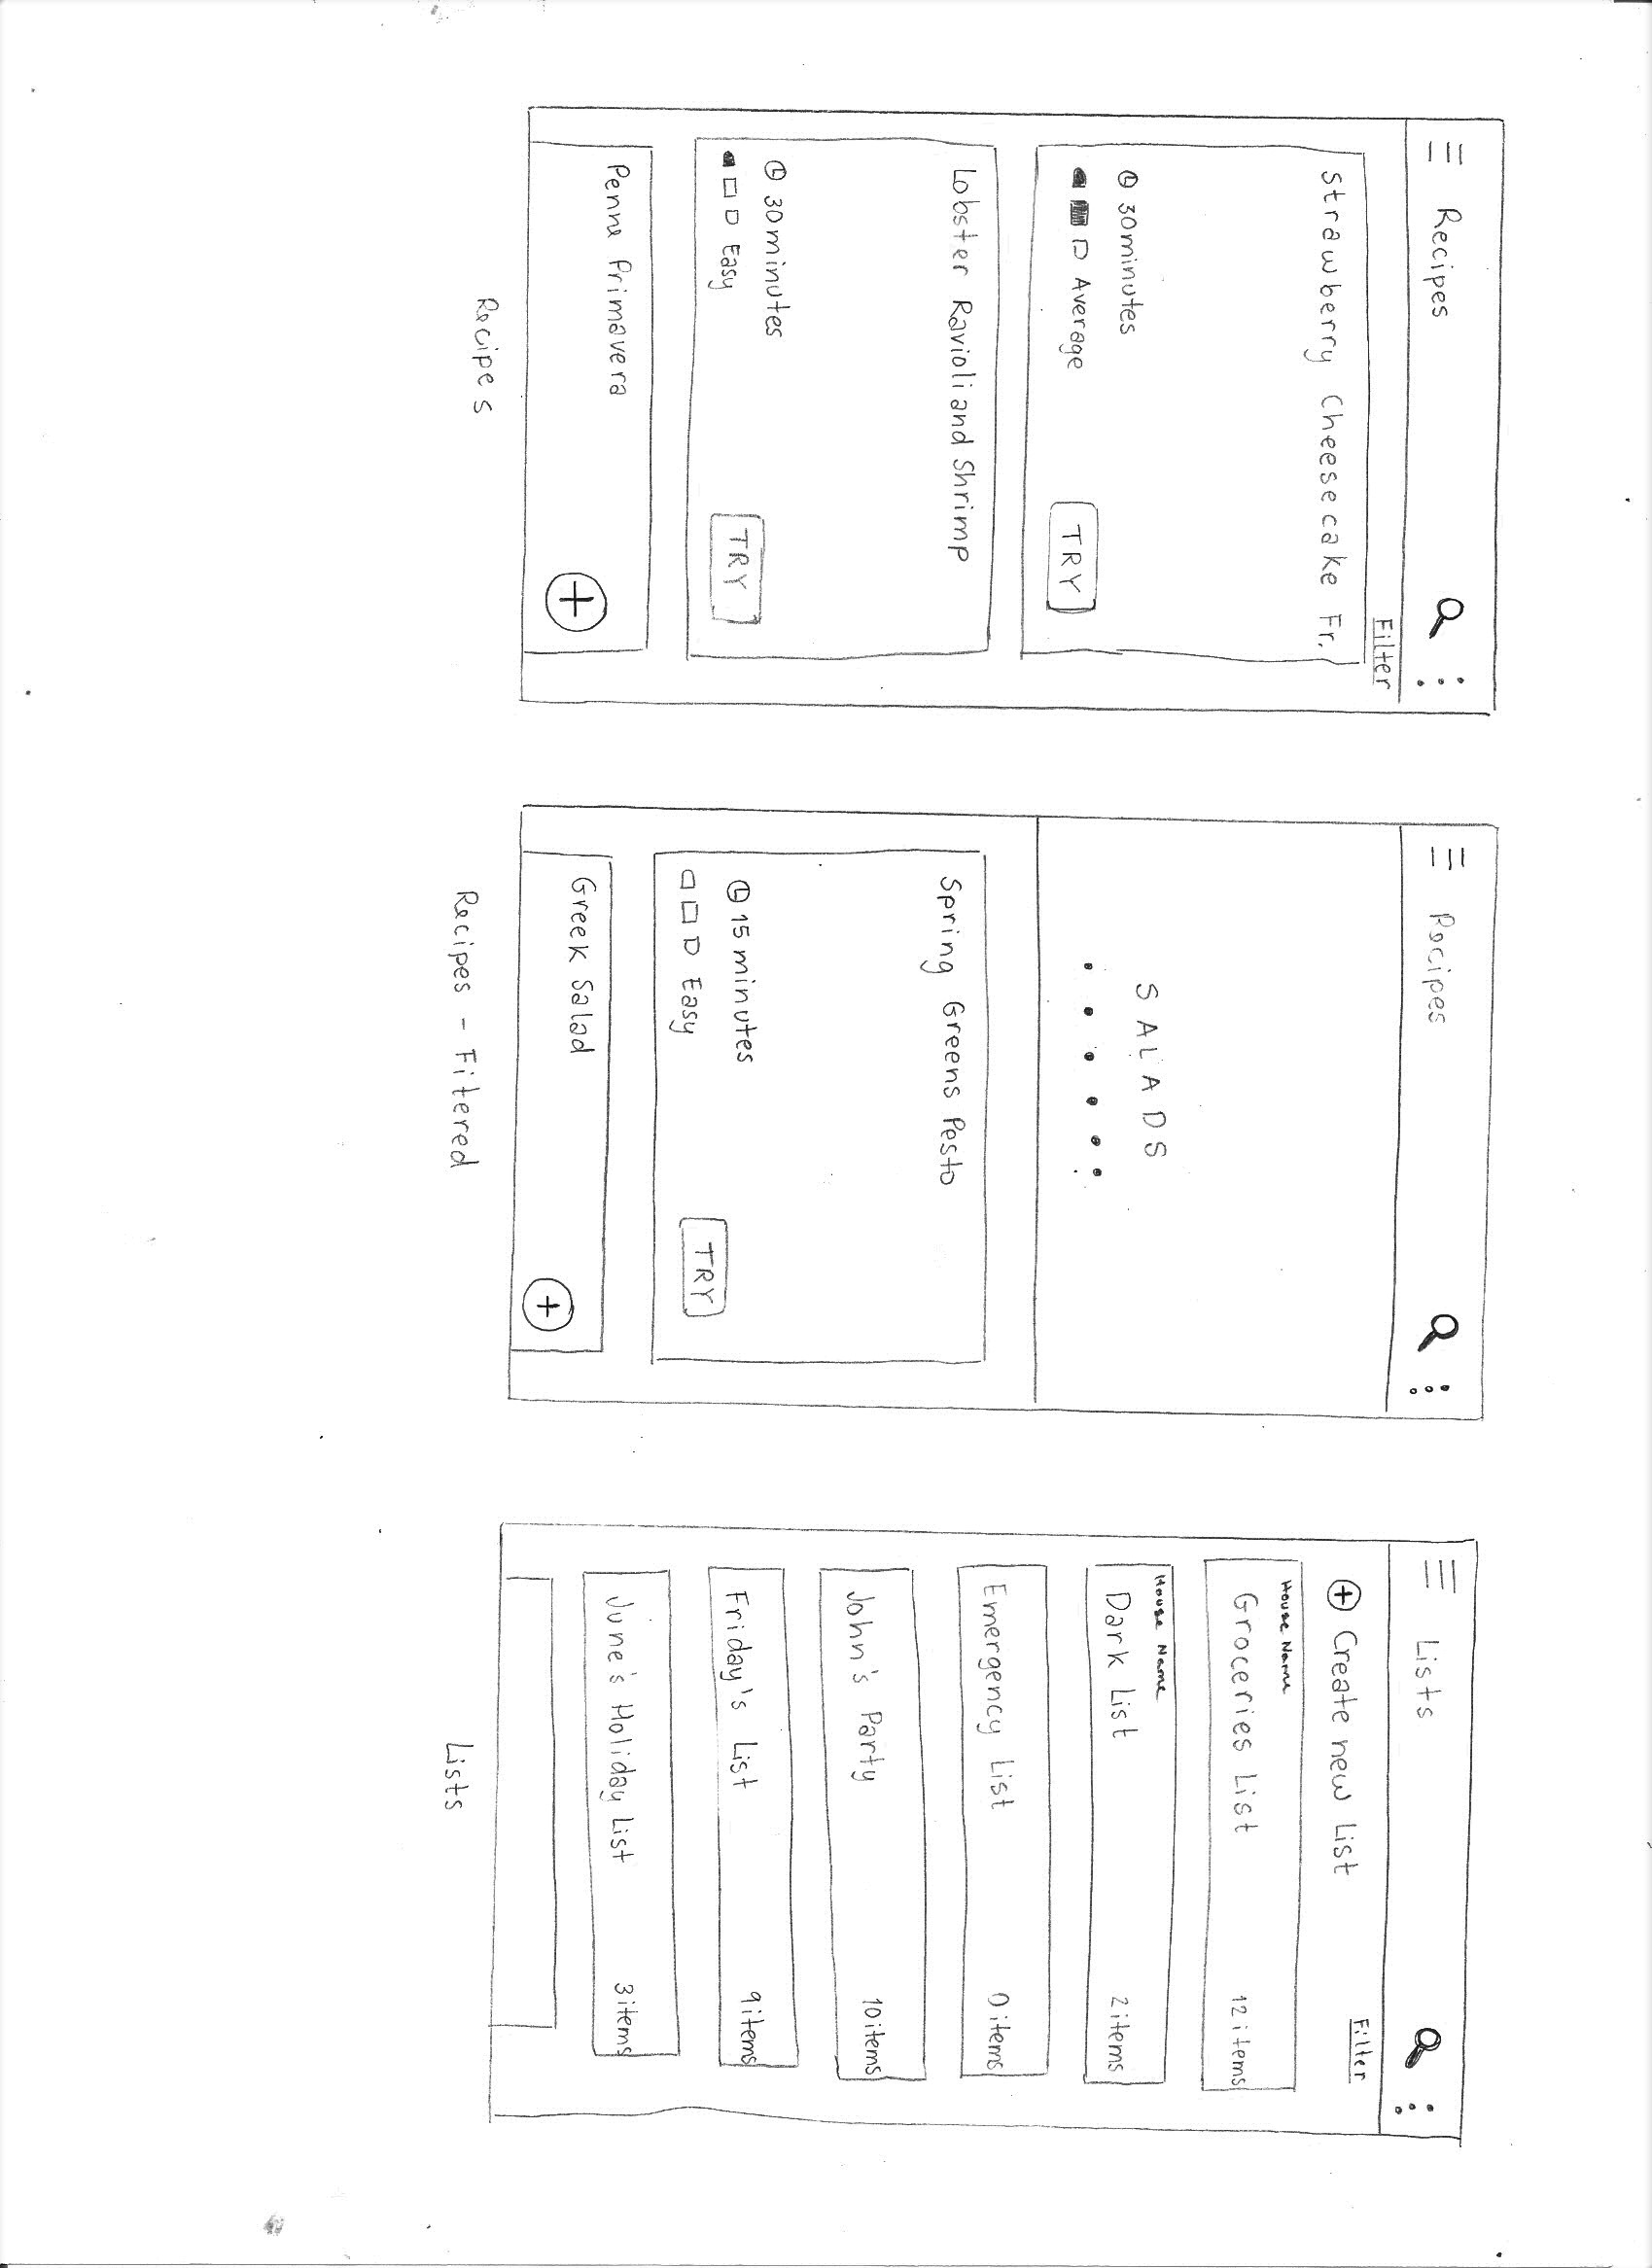 Recipes
Filter
Strawberry Cheesecake Fr.
30 minutes
Average
TRY
Lobster Ravioli and Shrimp
30 minutes
Easy
TRY
Penne Primavera
Recipes
Recipes
SALADS
Spring Greens Pesto
15 minutes
Easy
TRY
Greek Salad
Recipes - Fitered
Lists
Filter
Create new List
House Name
Groceries List 12 items
House Name
Dark List 2 items
Emergency List 0 items
John's Party 10 items
Friday's List 9 items
June's Holiday List 3 items
Lists